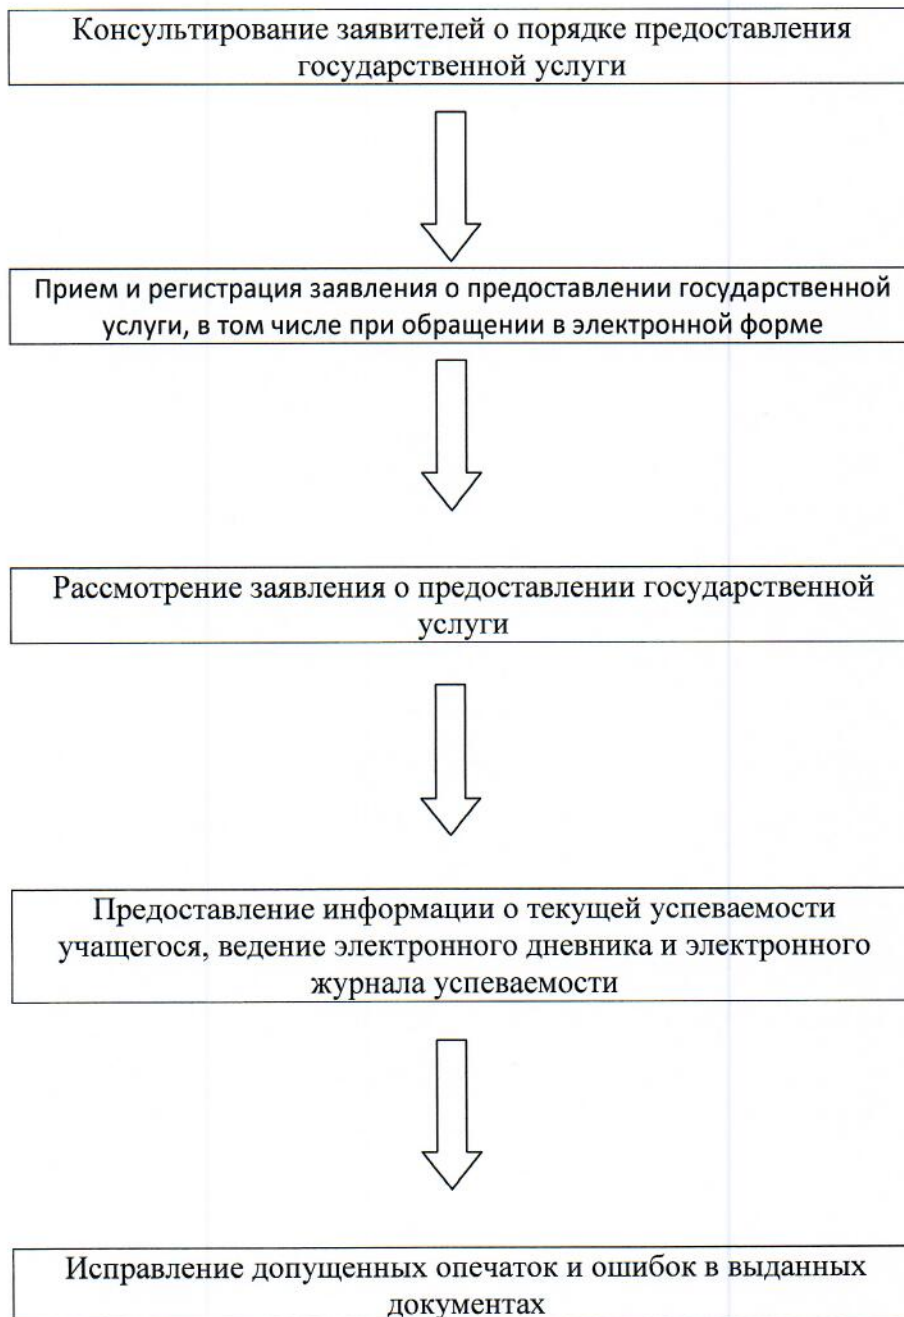 Консультирование заявителей о порядке предоставления
государственной услуги
Прием и регистрация заявления о предоставлении государственной
услуги, в том числе при обращении в электронной форме
Рассмотрение заявления о предоставлении государственной
услуги
Предоставление информации о текущей успеваемости
учащегося, ведение электронного дневника и электронного
журнала успеваемости
Исправление допущенных опечаток и ошибок в выданных
документах